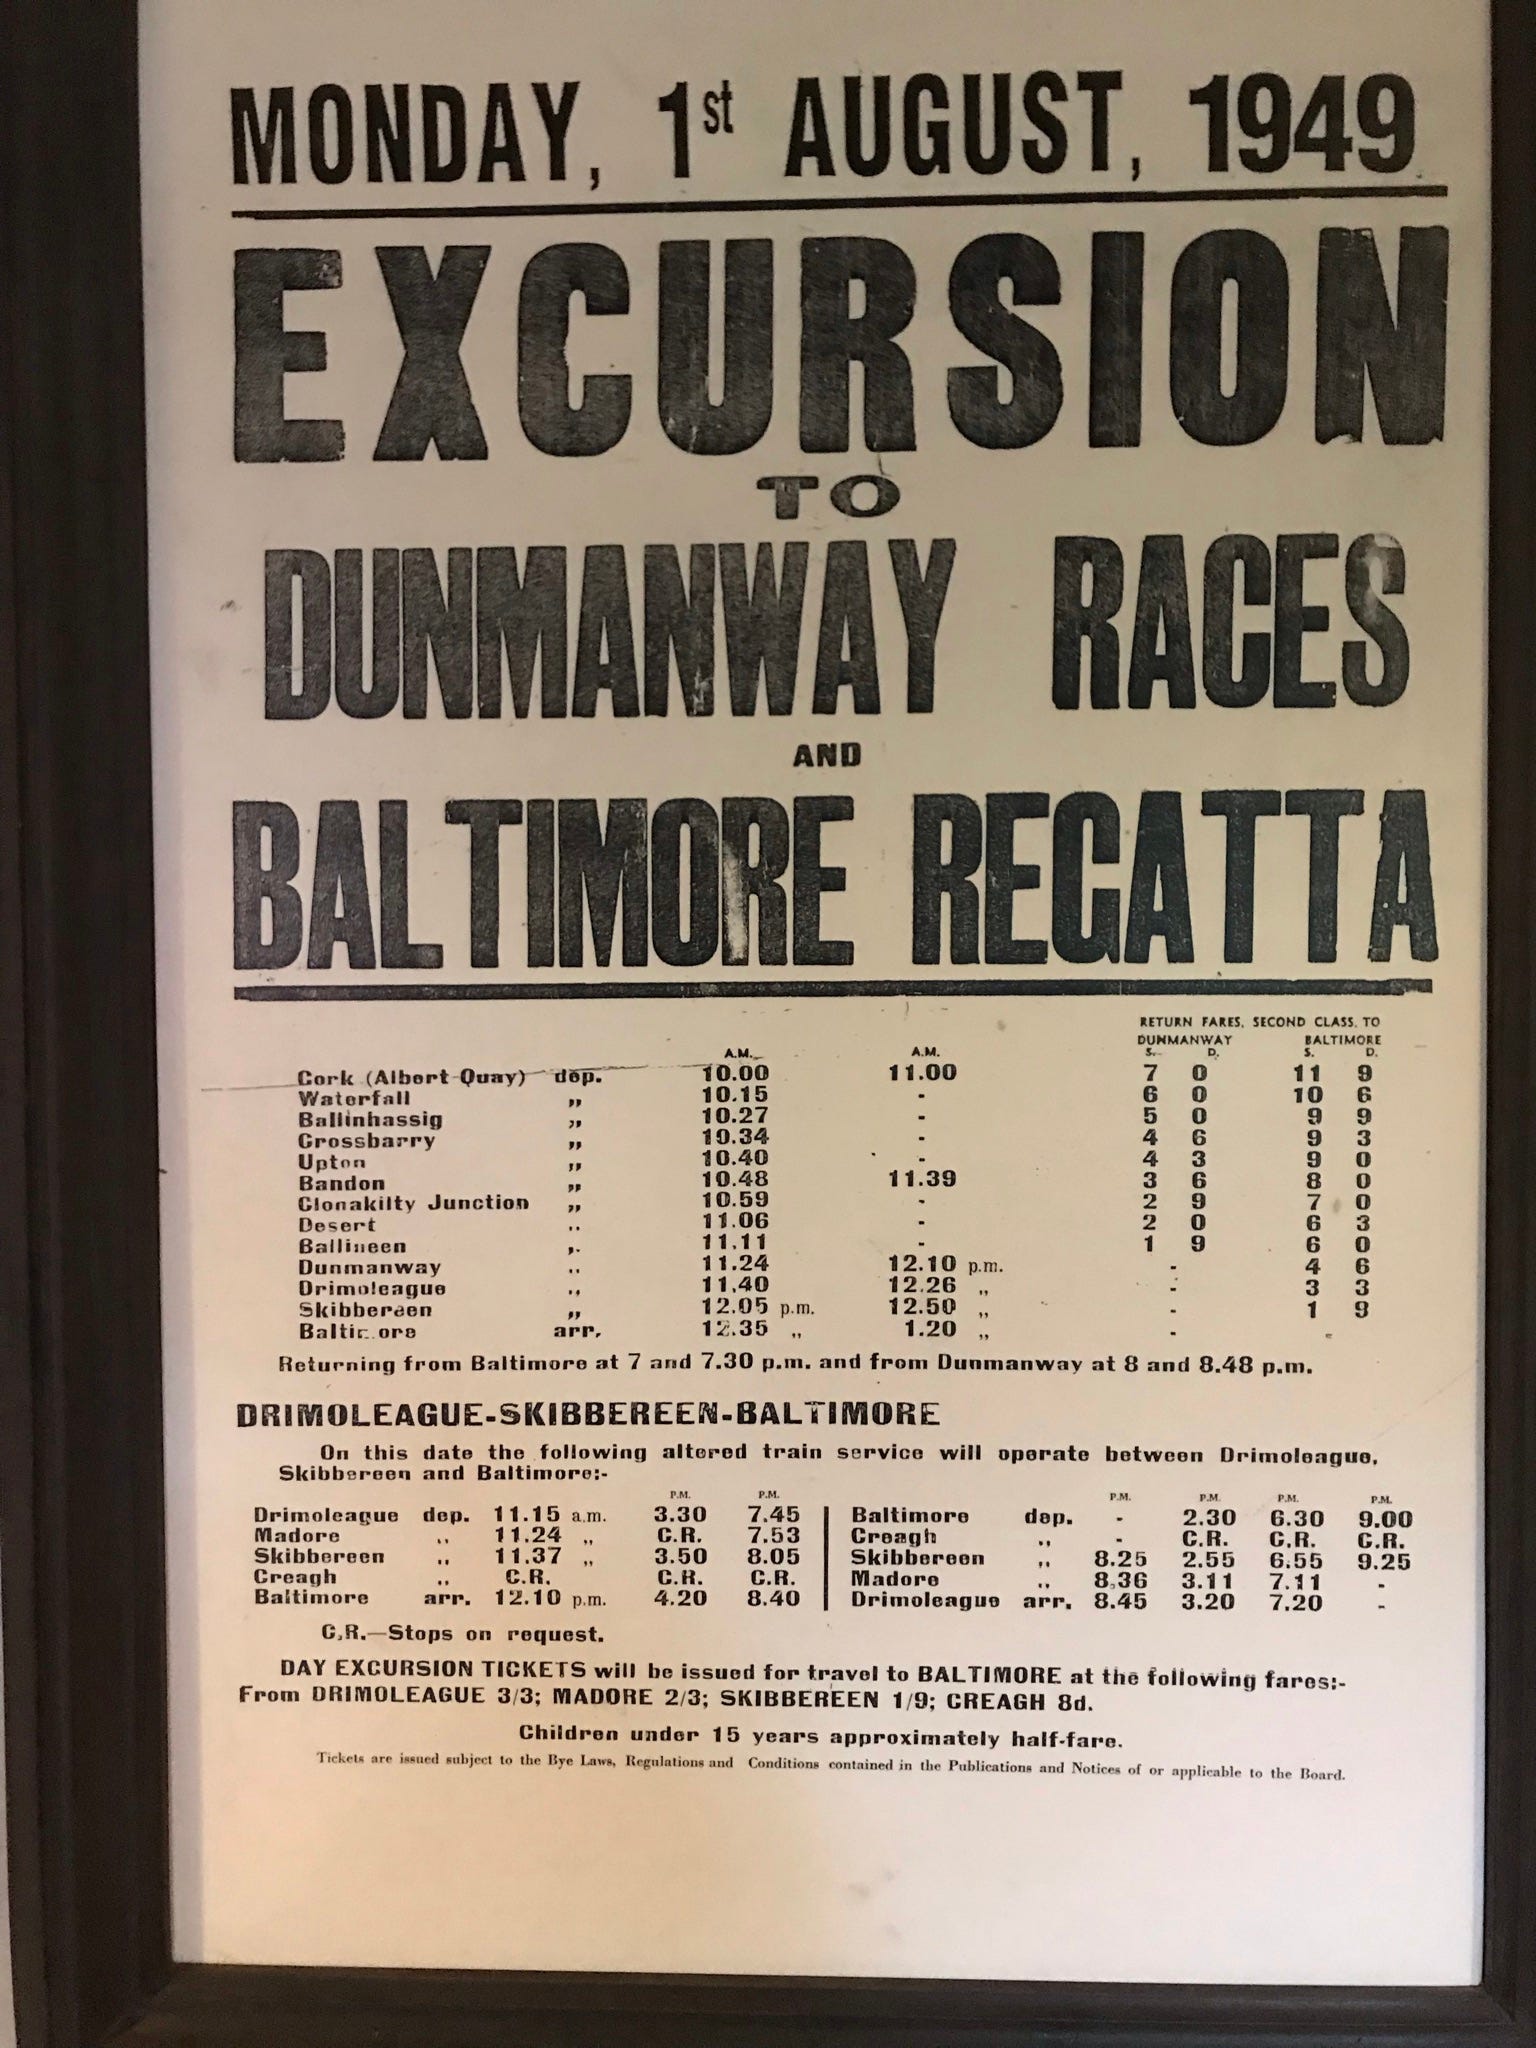 MONDAY, 1st AUGUST, 1949
EXCURSION
TO
DUNMANWAY RACES
AND
BALTIMORE REGATTA
RETURN FARES, SECOND CLASS, TO
DUNMANWAY BALTIMORE
A.M. A.M. S. D. S. D.
Cork (Albert Quay) dep. 10.00 11.00 7 0 11 9
Waterfall ,, 10.15 - 6 0 10 6
Ballinhassig ,, 10.27 - 5 0 9 9
Crossbarry ,, 10.34 - 4 6 9 3
Upton ,, 10.40 - 4 3 9 0
Bandon ,, 10.48 11.39 3 6 8 0
Clonakilty Junction ,, 10.59 - 2 9 7 0
Desert ,, 11.06 - 2 0 6 3
Ballineen ,, 11.11 - 1 9 6 0
Dunmanway ,, 11.24 12.10 p.m. - 4 6
Drimoleague ,, 11.40 12.26 ,, - 3 3
Skibbereen ,, 12.05 p.m. 12.50 ,, - 1 9
Baltimore arr. 12.35 ,, 1.20 ,, - -
Returning from Baltimore at 7 and 7.30 p.m. and from Dunmanway at 8 and 8.48 p.m.
DRIMOLEAGUE-SKIBBEREEN-BALTIMORE
On this date the following altered train service will operate between Drimoleague,
Skibbereen and Baltimore:-
P.M. P.M. P.M. P.M. P.M. P.M.
Drimoleague dep. 11.15 a.m. 3.30 7.45 Baltimore dep. - 2.30 6.30 9.00
Madore ,, 11.24 ,, C.R. 7.53 Creagh ,, - C.R. C.R. C.R.
Skibbereen ,, 11.37 ,, 3.50 8.05 Skibbereen ,, 8.25 2.55 6.55 9.25
Creagh ,, C.R. C.R. C.R. Madore ,, 8.36 3.11 7.11 -
Baltimore arr. 12.10 p.m. 4.20 8.40 Drimoleague arr. 8.45 3.20 7.20 -
C.R.—Stops on request.
DAY EXCURSION TICKETS will be issued for travel to BALTIMORE at the following fares:-
From DRIMOLEAGUE 3/3; MADORE 2/3; SKIBBEREEN 1/9; CREAGH 8d.
Children under 15 years approximately half-fare.
Tickets are issued subject to the Bye Laws, Regulations and Conditions contained in the Publications and Notices of or applicable to the Board.